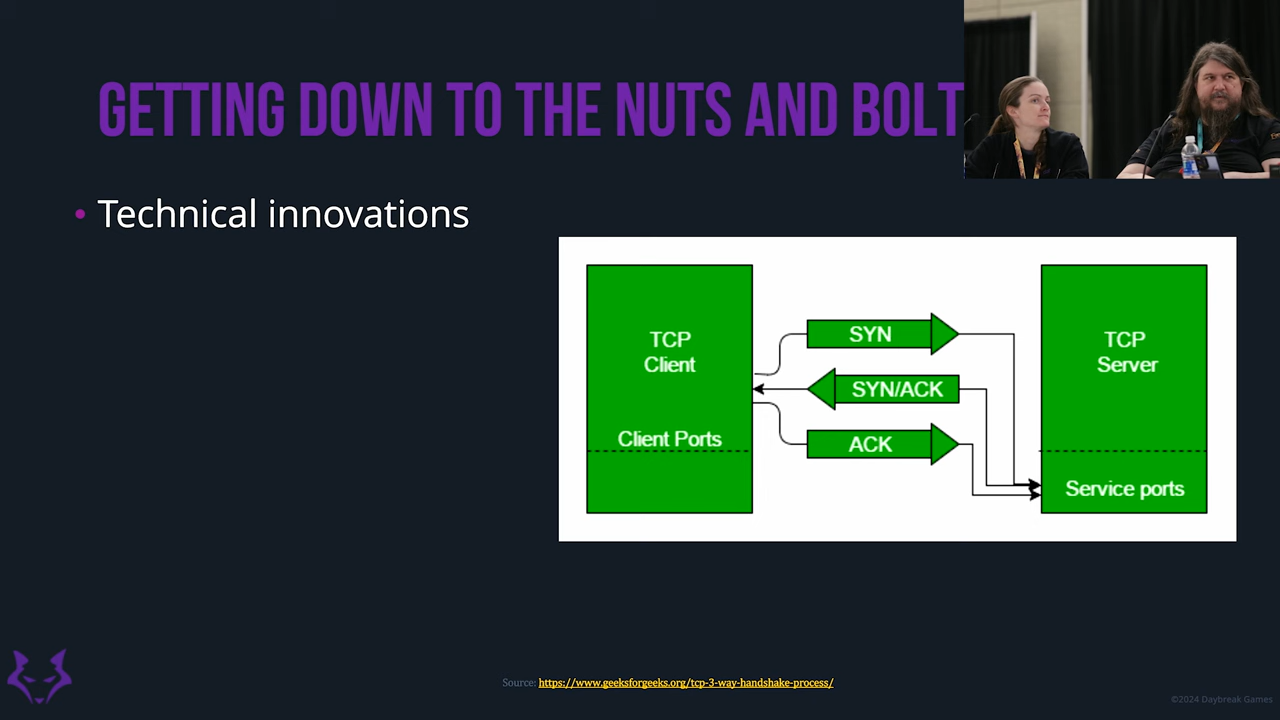 GETTING DOWN TO THE NUTS AND BOLT
• Technical innovations
TCP
Client
Client Ports
SYN
SYN/ACK
ACK
TCP
Server
Service ports
Source: https://www.geeksforgeeks.org/tcp-3-way-handshake-process/
©2024 Daybreak Games